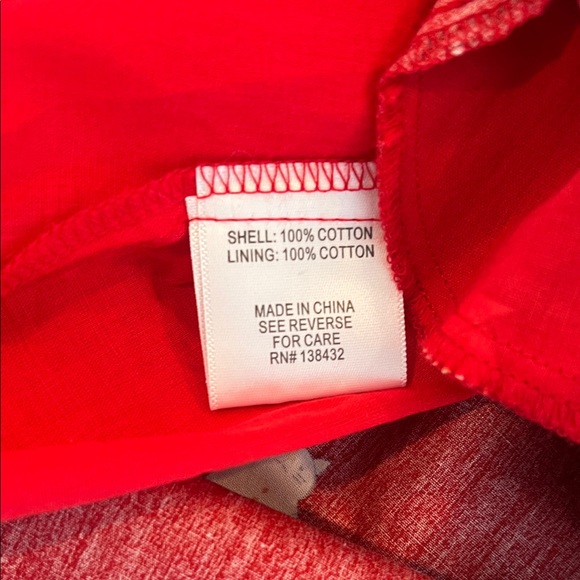 SHELL: 100% COTTON
LINING: 100% COTTON
MADE IN CHINA
SEE REVERSE
FOR CARE
RN# 138432